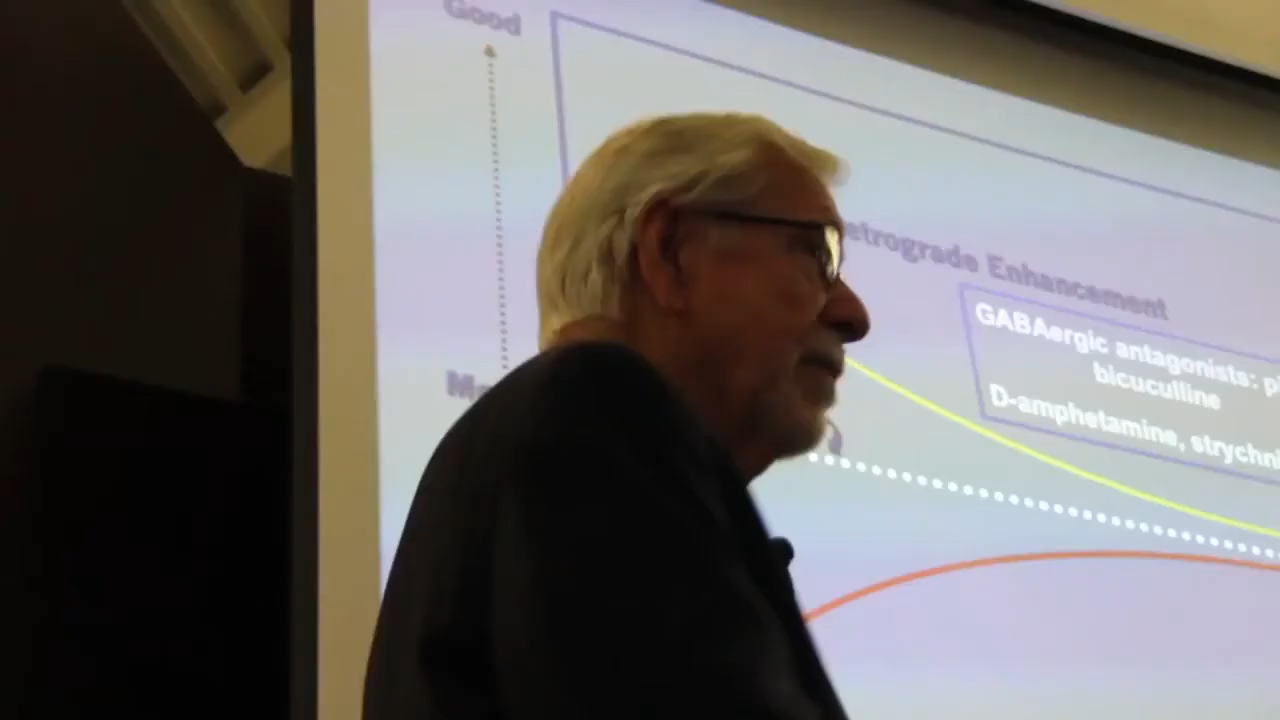 Good
etrograde Enhancement
GABAergic antagonists: pi
bicuculline
D-amphetamine, strychni